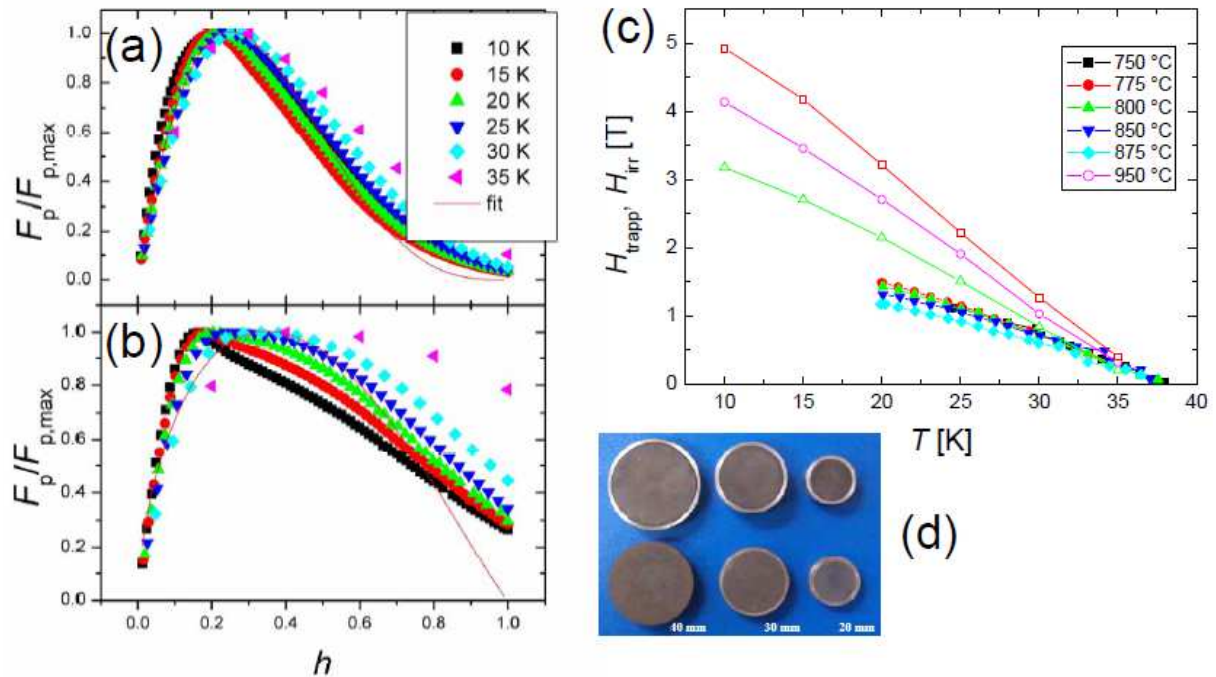 (a)
F_p/F_p,max
1.0
0.8
0.6
0.4
0.2
0.0
10 K
15 K
20 K
25 K
30 K
35 K
fit
(b)
F_p/F_p,max
1.0
0.8
0.6
0.4
0.2
0.0
0.0 0.2 0.4 0.6 0.8 1.0
h
(c)
H_trapp, H_irr [T]
5
4
3
2
1
0
750 °C
775 °C
800 °C
850 °C
875 °C
950 °C
10 15 20 25 30 35 40
T [K]
(d)
40 mm 30 mm 20 mm